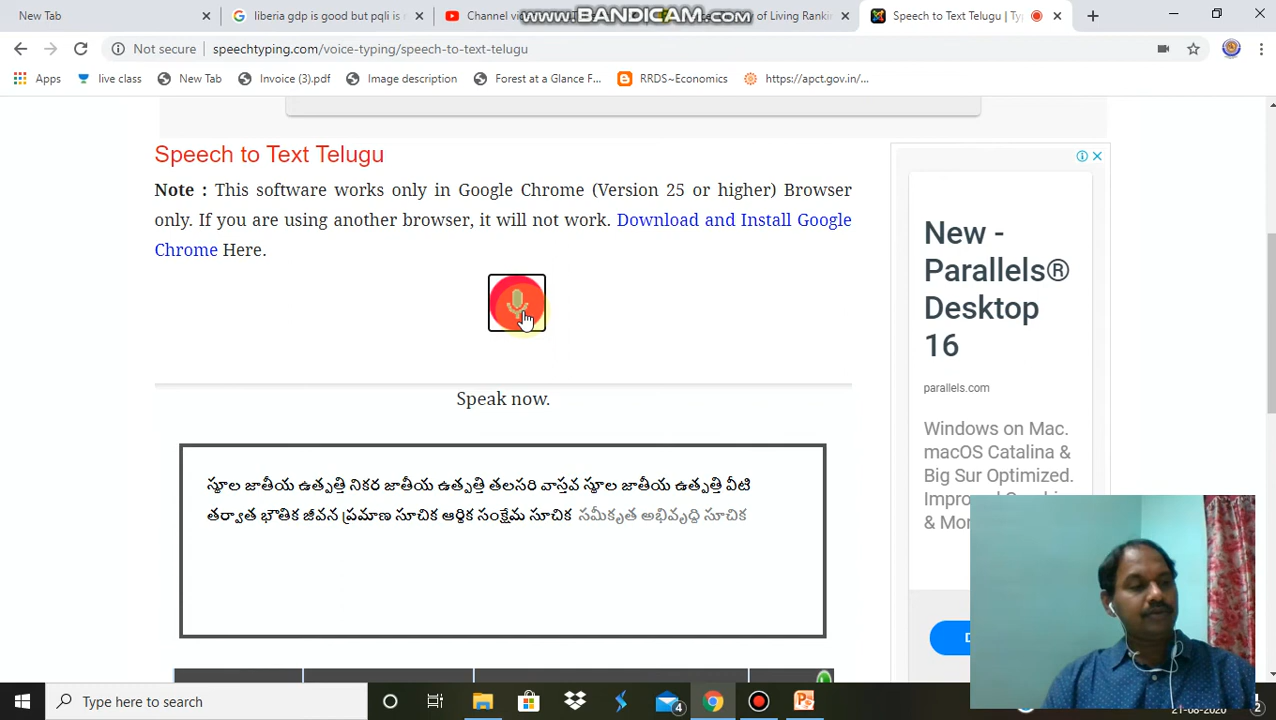 New Tab
liberia gdp is good but pqli i
Channel vi
www.BANDICAM.com
of Living Ranki
Speech to Text Telugu | Ty
Not secure
speechtyping.com/voice-typing/speech-to-text-telugu
Apps
live class
New Tab
Invoice (3).pdf
Image description
Forest at a Glance F...
RRDS~Economics
https://apct.gov.in/...
Speech to Text Telugu
Note : This software works only in Google Chrome (Version 25 or higher) Browser
only. If you are using another browser, it will not work. Download and Install Google
Chrome Here.
Speak now.
స్థూల జాతీయ ఉత్పత్తి నికర జాతీయ ఉత్పత్తి తలసరి వాస్తవ స్థూల జాతీయ ఉత్పత్తి వీటి
తర్వాత భౌతిక జీవన ప్రమాణ సూచిక ఆర్థిక సంక్షేమ సూచిక సమీకృత అభివృద్ధి సూచిక
New -
Parallels®
Desktop
16
parallels.com
Windows on Mac.
macOS Catalina &
Big Sur Optimized.
& Mo
Type here to search
4
21-08-2020
2